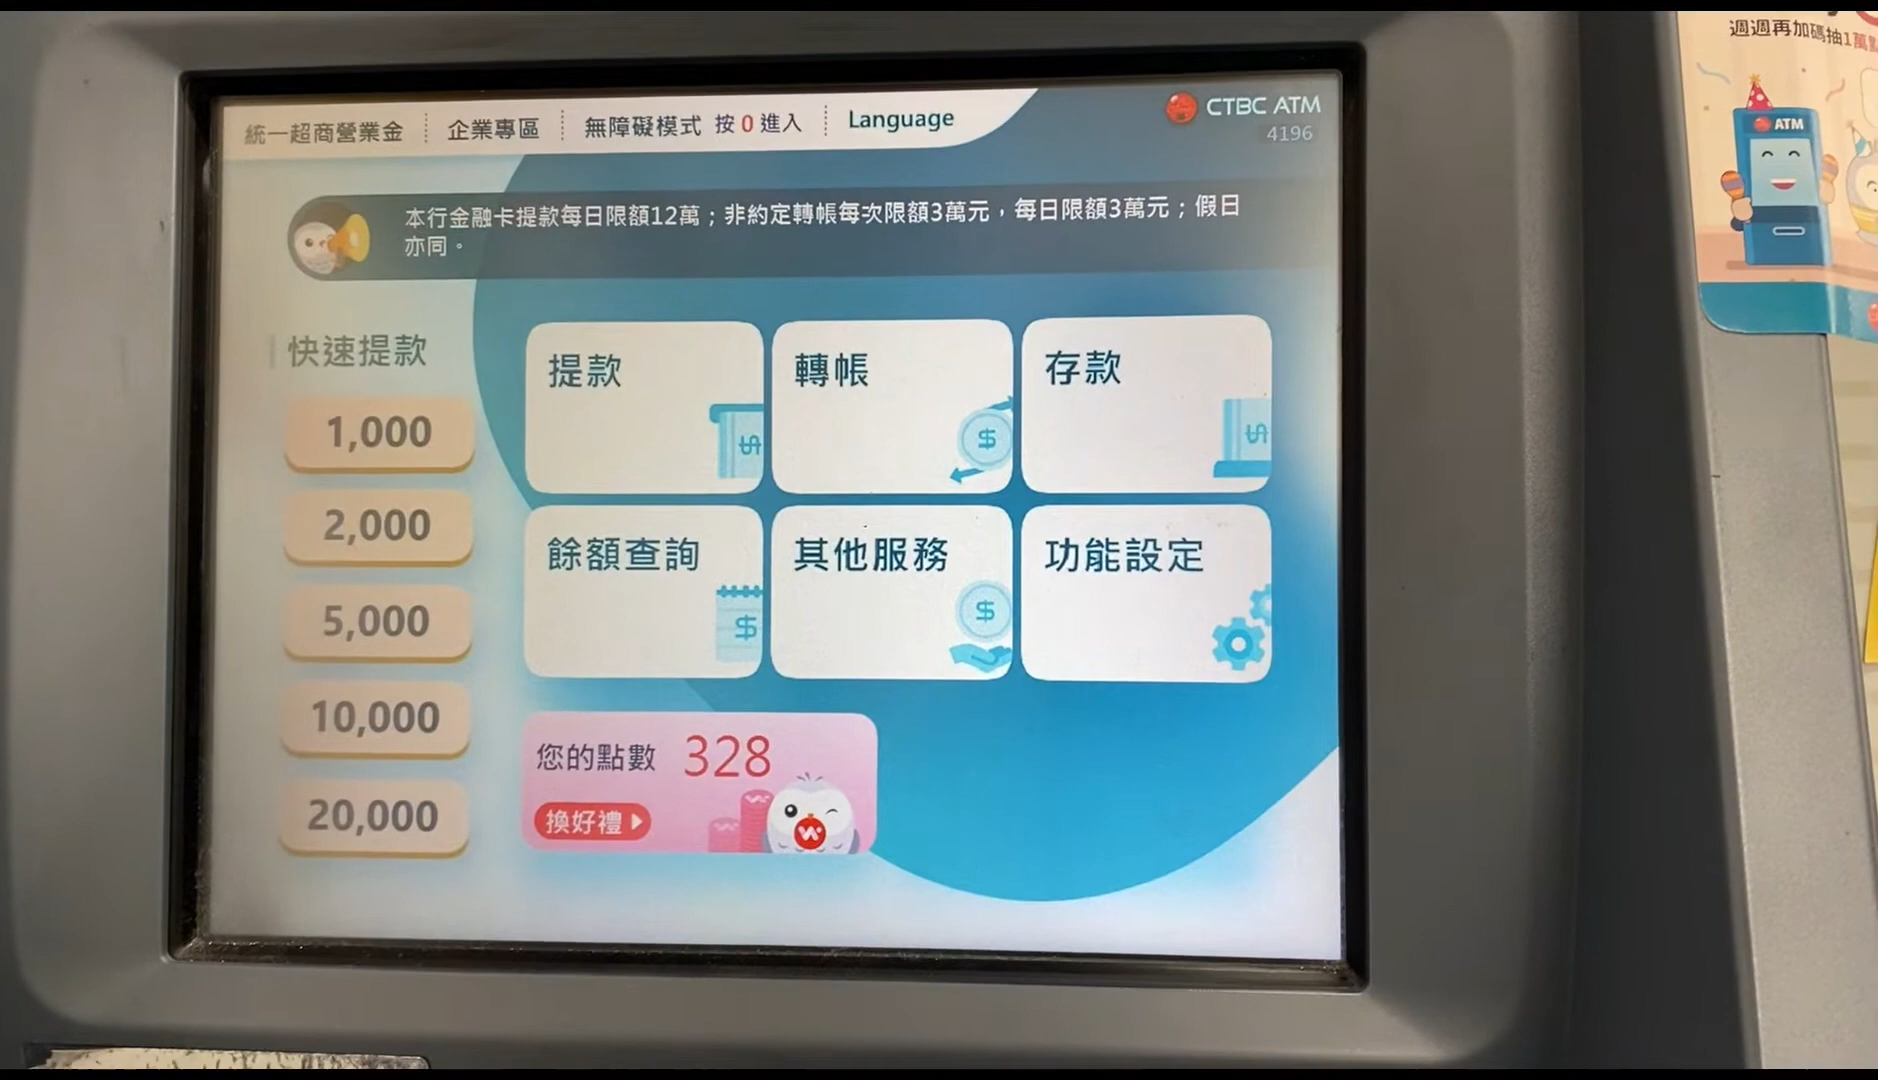 統一超商營業金
企業專區
無障礙模式 按0進入
Language
CTBC ATM
4196
本行金融卡提款每日限額12萬；非約定轉帳每次限額3萬元，每日限額3萬元；假日
亦同。
快速提款
1,000
2,000
5,000
10,000
20,000
提款
轉帳
存款
餘額查詢
其他服務
功能設定
您的點數 328
換好禮
週週再加碼抽1萬點
ATM